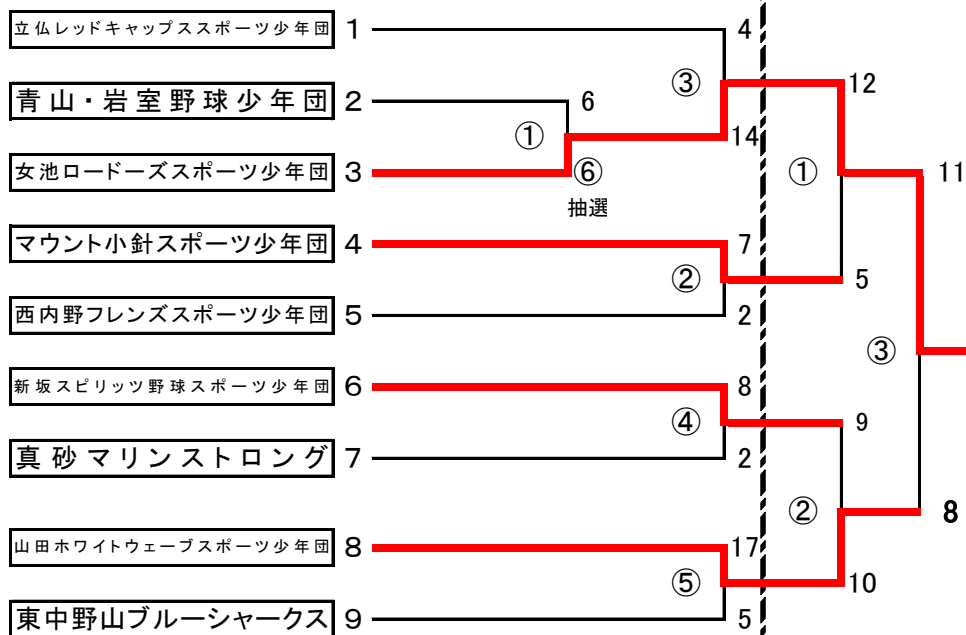 立仏レッドキャップススポーツ少年団 1 4
③ 12
青山・岩室野球少年団 2 6
① 14
女池ロードーズスポーツ少年団 3 ⑥ ① 11
抽選
マウント小針スポーツ少年団 4 7
② 5
西内野フレンズスポーツ少年団 5 2
③
新坂スピリッツ野球スポーツ少年団 6 8
④ 9
真砂マリンストロング 7 2
② 8
山田ホワイトウェーブスポーツ少年団 8 17
⑤ 10
東中野山ブルーシャークス 9 5